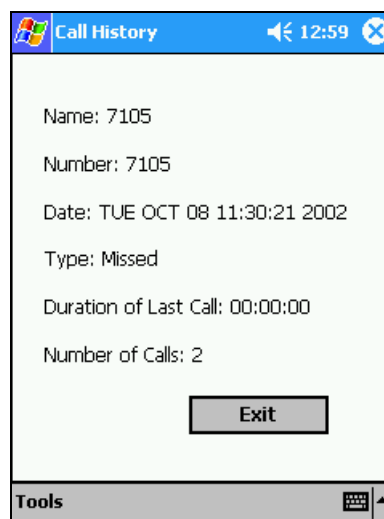 Call History 12:59
Name: 7105
Number: 7105
Date: TUE OCT 08 11:30:21 2002
Type: Missed
Duration of Last Call: 00:00:00
Number of Calls: 2
Exit
Tools